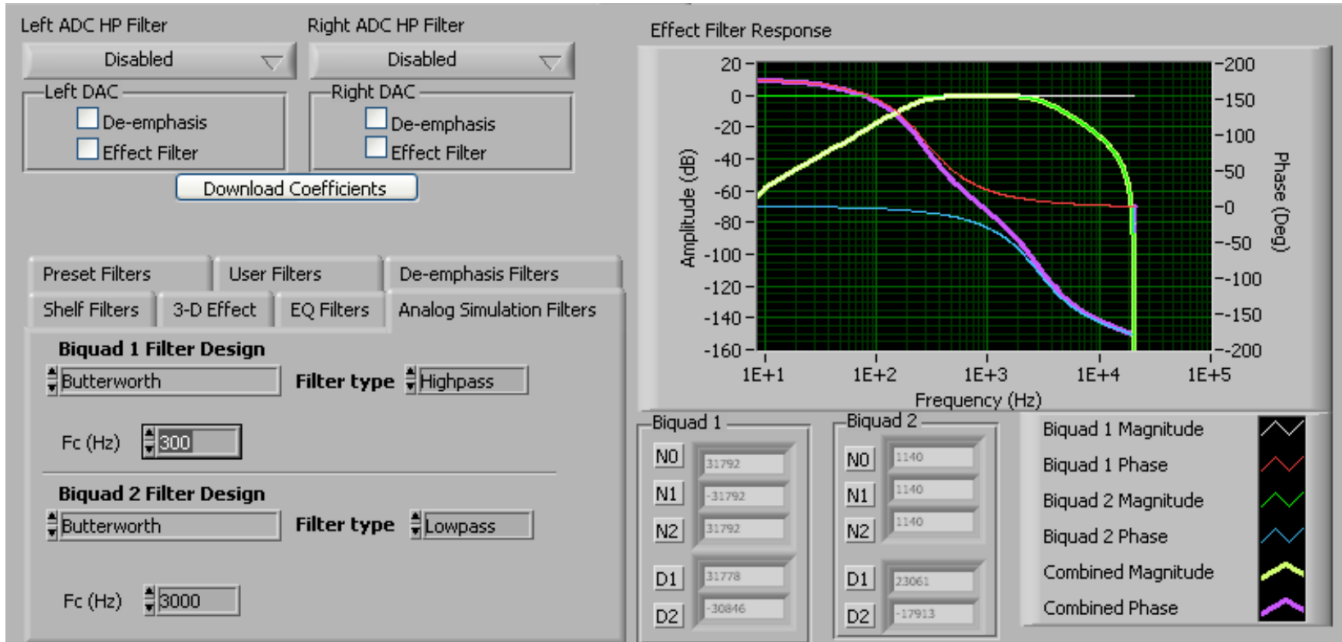 Left ADC HP Filter
Right ADC HP Filter
Disabled
Disabled
Left DAC
De-emphasis
Effect Filter
Right DAC
De-emphasis
Effect Filter
Download Coefficients
Preset Filters
User Filters
De-emphasis Filters
Shelf Filters
3-D Effect
EQ Filters
Analog Simulation Filters
Biquad 1 Filter Design
Butterworth
Filter type
Highpass
Fc (Hz)
300
Biquad 2 Filter Design
Butterworth
Filter type
Lowpass
Fc (Hz)
3000
Effect Filter Response
Amplitude (dB)
20
0
-20
-40
-60
-80
-100
-120
-140
-160
1E+1
1E+2
1E+3
1E+4
1E+5
Frequency (Hz)
200
150
100
50
0
-50
-100
-150
-200
Phase (Deg)
Biquad 1
N0
31792
N1
-31792
N2
31792
D1
31778
D2
-30846
Biquad 2
N0
1140
N1
1140
N2
1140
D1
23061
D2
-17913
Biquad 1 Magnitude
Biquad 1 Phase
Biquad 2 Magnitude
Biquad 2 Phase
Combined Magnitude
Combined Phase